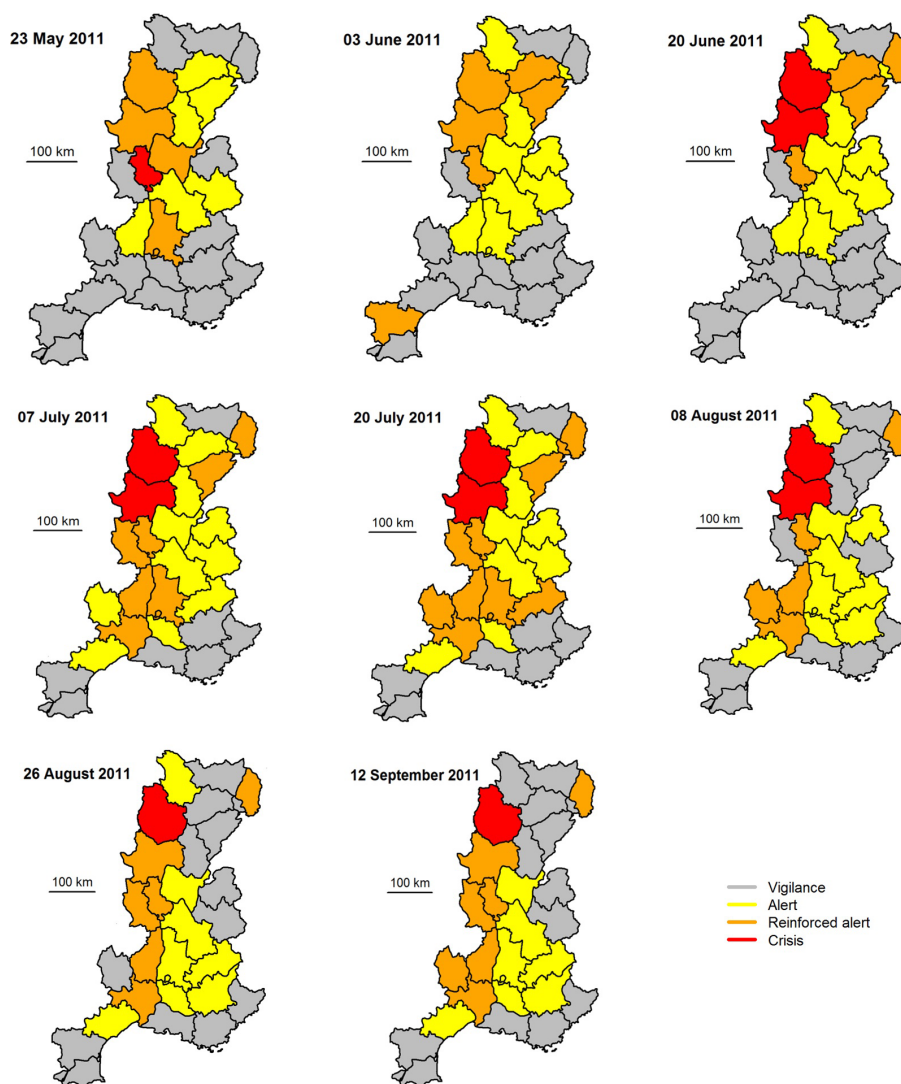 23 May 2011
03 June 2011
20 June 2011
100 km
100 km
100 km
07 July 2011
20 July 2011
08 August 2011
100 km
100 km
100 km
26 August 2011
12 September 2011
100 km
100 km
Vigilance
Alert
Reinforced alert
Crisis